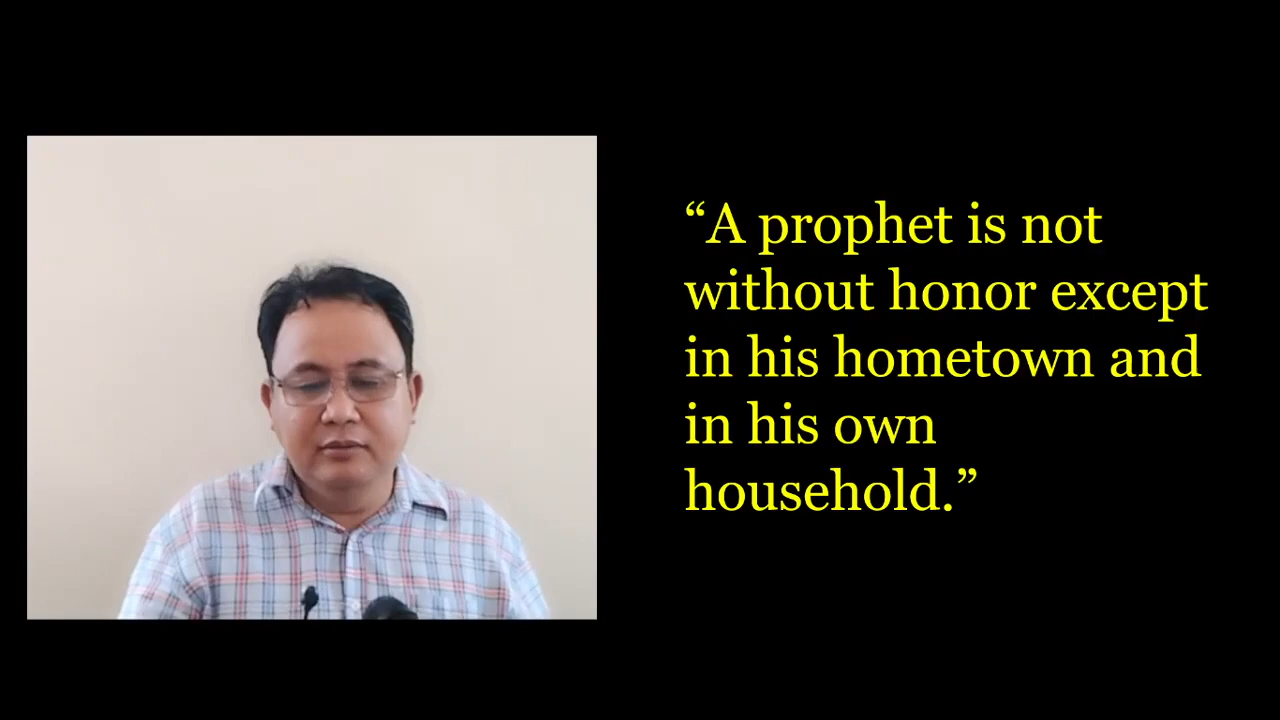 “A prophet is not
without honor except
in his hometown and
in his own
household.”